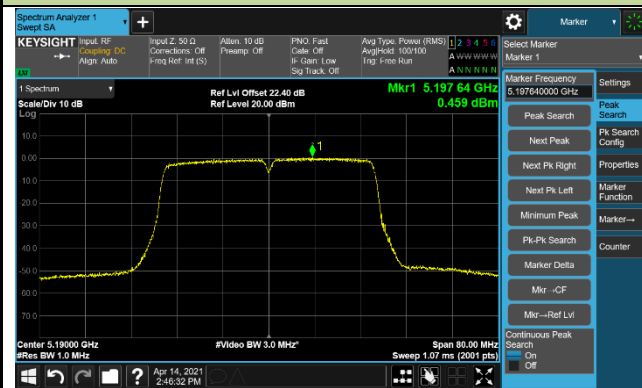 Spectrum Analyzer 1
Swept SA
Marker
KEYSIGHT
Input: RF
Coupling: DC
Align: Auto
Input Z: 50 Ω
Corrections: Off
Freq Ref: Int (S)
Atten: 10 dB
Preamp: Off
PNO: Fast
Gate: Off
IF Gain: Low
Sig Track: Off
Avg Type: Power (RMS)
Avg|Hold: 100/100
Trig: Free Run
1 2 3 4 5 6
A W W W W W
A N N N N N
LW
Select Marker
Marker 1
1 Spectrum
Scale/Div 10 dB
Log
Ref Lvl Offset 22.40 dB
Ref Level 20.00 dBm
Mkr1 5.197 64 GHz
0.459 dBm
10.0
0.00
-10.0
-20.0
-30.0
-40.0
-50.0
-60.0
-70.0
1
Center 5.19000 GHz
#Res BW 1.0 MHz
#Video BW 3.0 MHz*
Span 80.00 MHz
Sweep 1.07 ms (2001 pts)
Marker Frequency
5.197640000 GHz
Peak Search
Next Peak
Next Pk Right
Next Pk Left
Minimum Peak
Pk-Pk Search
Marker Delta
Mkr→CF
Mkr→Ref Lvl
Continuous Peak
Search
On
Off
Settings
Peak
Search
Pk Search
Config
Properties
Marker
Function
Marker→
Counter
?
Apr 14, 2021
2:46:32 PM